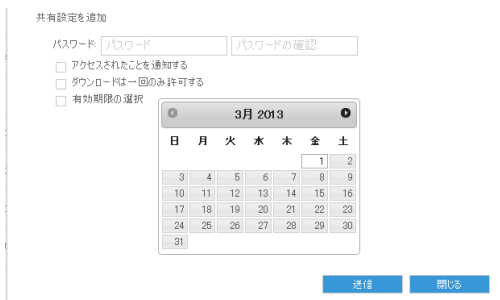 共有設定を追加
パスワード: パスワード パスワードの確認
アクセスされたことを通知する
ダウンロードは一回のみ許可する
有効期限の選択
3月 2013
日 月 火 水 木 金 土
1 2
3 4 5 6 7 8 9
10 11 12 13 14 15 16
17 18 19 20 21 22 23
24 25 26 27 28 29 30
31
送信 閉じる